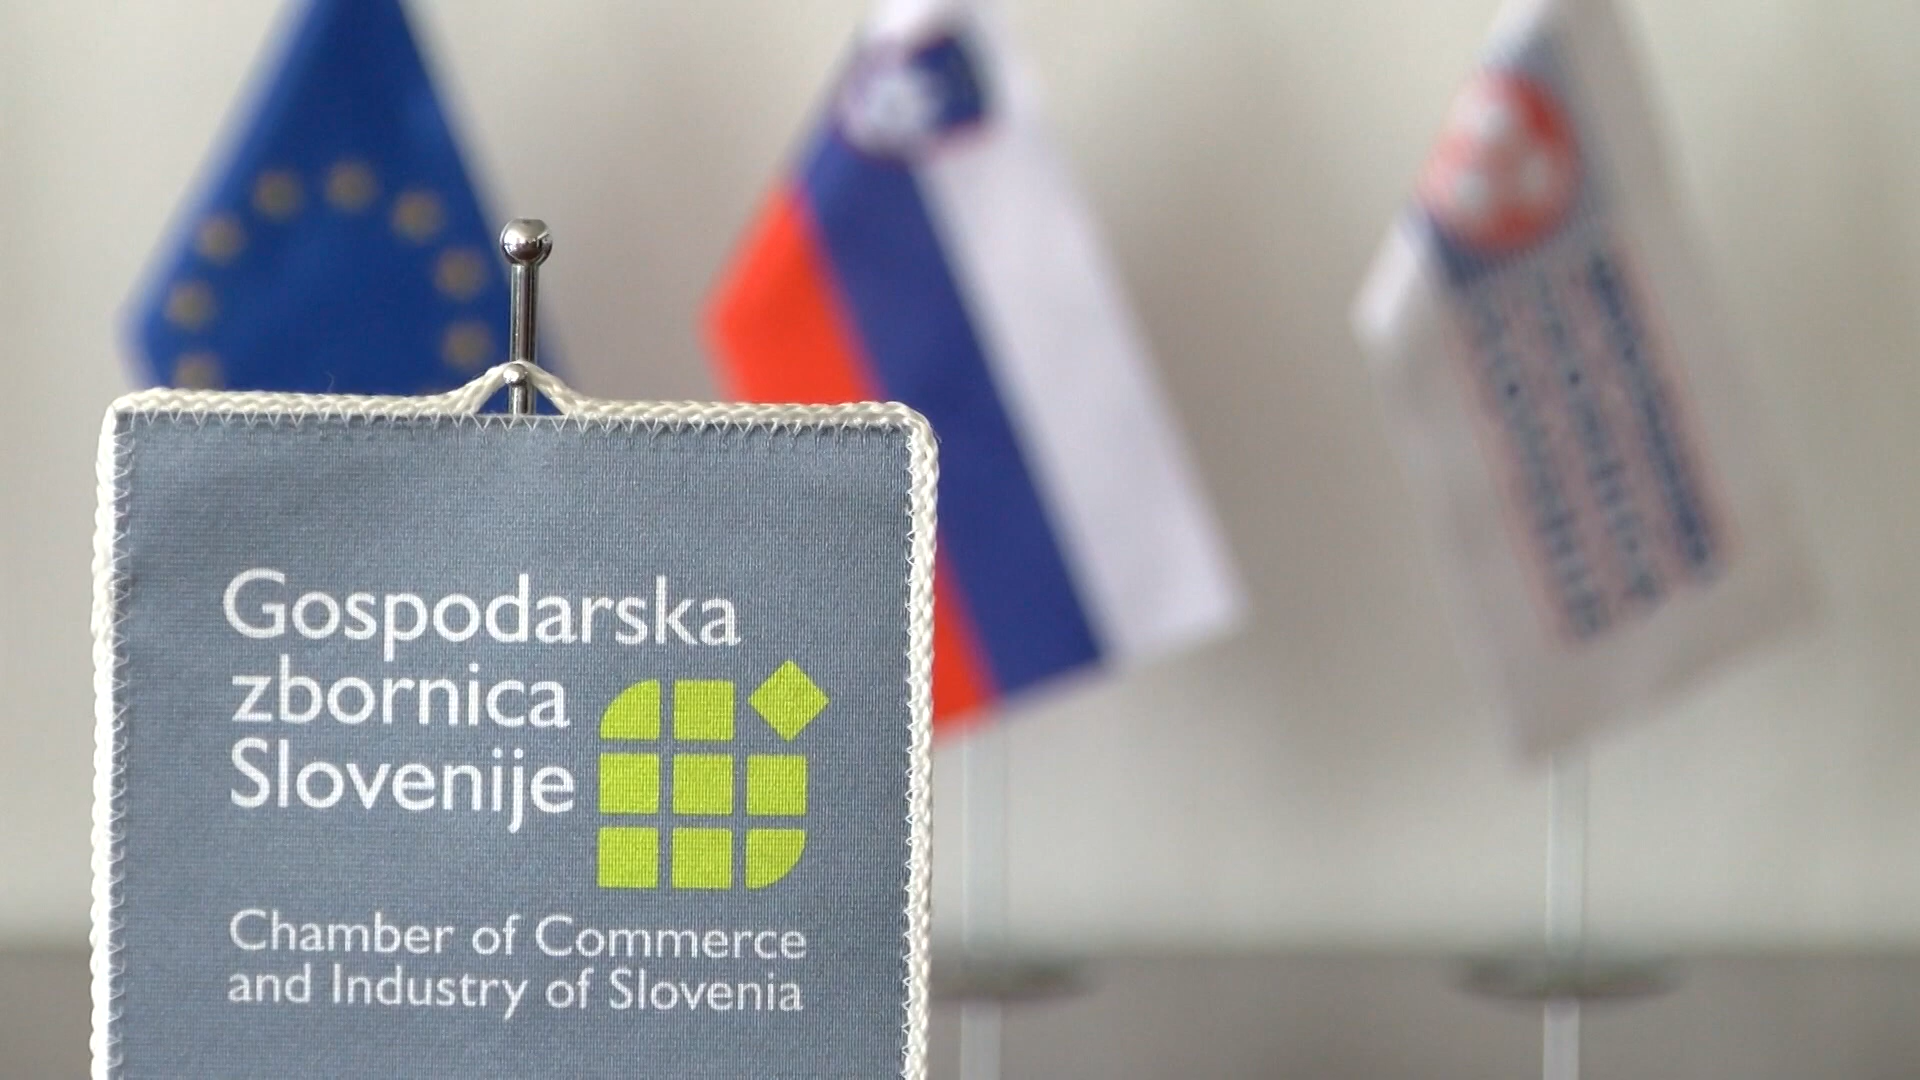 Gospodarska
zbornica
Slovenije
Chamber of Commerce
and Industry of Slovenia